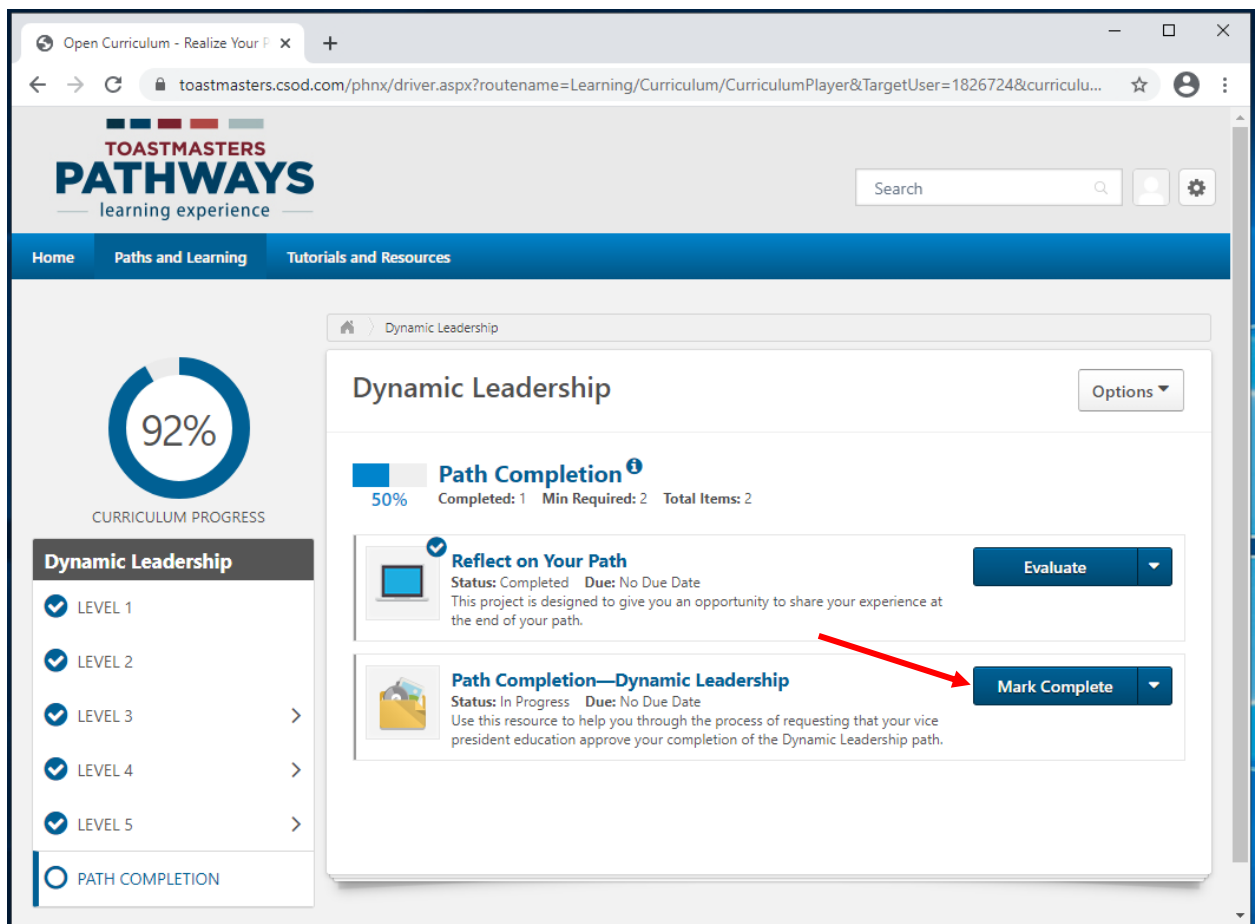 Open Curriculum - Realize Your P
toastmasters.csod.com/phnx/driver.aspx?routename=Learning/Curriculum/CurriculumPlayer&TargetUser=1826724&curriculu...
TOASTMASTERS
PATHWAYS
learning experience
Search
Home Paths and Learning Tutorials and Resources
Dynamic Leadership
92%
CURRICULUM PROGRESS
Dynamic Leadership
LEVEL 1
LEVEL 2
LEVEL 3
LEVEL 4
LEVEL 5
PATH COMPLETION
Dynamic Leadership
Options
Path Completion
50%
Completed: 1 Min Required: 2 Total Items: 2
Reflect on Your Path
Status: Completed Due: No Due Date
This project is designed to give you an opportunity to share your experience at
the end of your path.
Evaluate
Path Completion—Dynamic Leadership
Status: In Progress Due: No Due Date
Use this resource to help you through the process of requesting that your vice
president education approve your completion of the Dynamic Leadership path.
Mark Complete